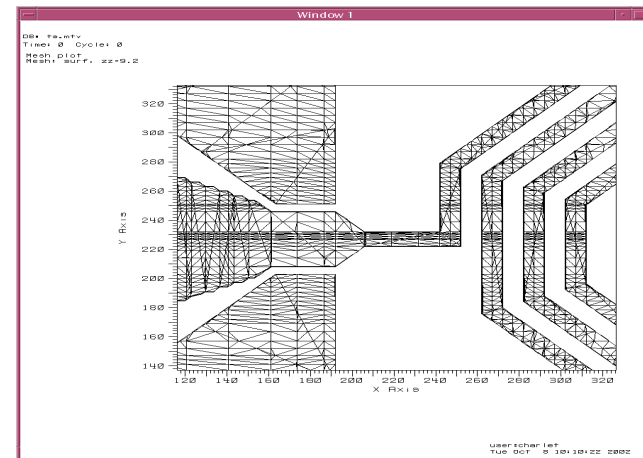 Window 1
DB: ta.mtv
Time: 0 Cycle: 0
Mesh plot
Mesh: surf, zz=9.2
320
300
280
260
240
220
200
180
160
140
Y Axis
120 140 160 180 200 220 240 260 280 300 320
X Axis
user:charlet
Tue Oct 8 10:10:22 2002